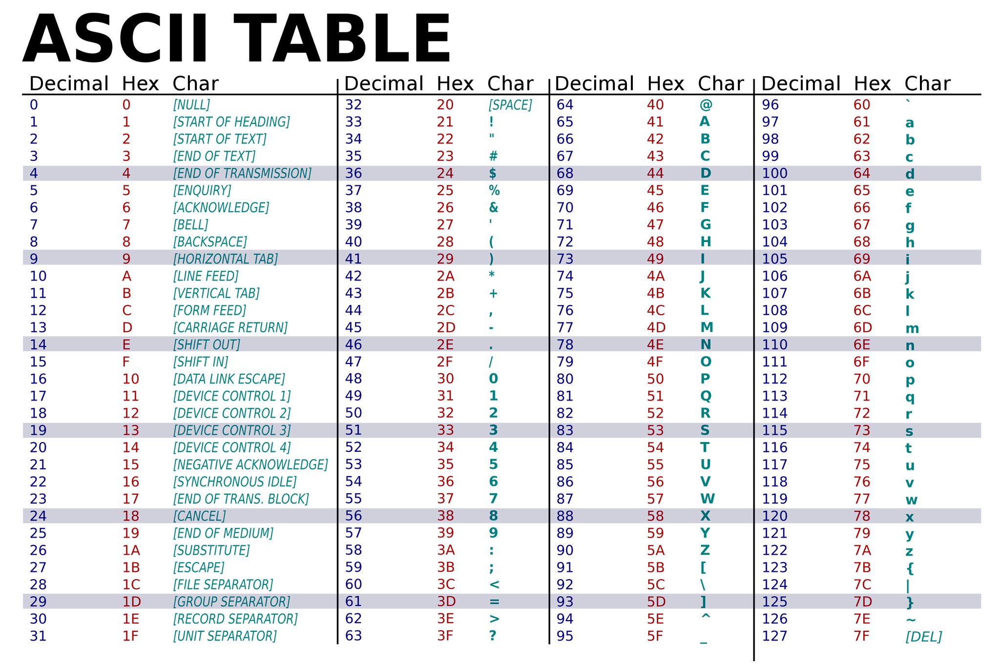 ASCII TABLE
Decimal Hex Char Decimal Hex Char Decimal Hex Char Decimal Hex Char
0 0 [NULL] 32 20 [SPACE] 64 40 @ 96 60 `
1 1 [START OF HEADING] 33 21 ! 65 41 A 97 61 a
2 2 [START OF TEXT] 34 22 " 66 42 B 98 62 b
3 3 [END OF TEXT] 35 23 # 67 43 C 99 63 c
4 4 [END OF TRANSMISSION] 36 24 $ 68 44 D 100 64 d
5 5 [ENQUIRY] 37 25 % 69 45 E 101 65 e
6 6 [ACKNOWLEDGE] 38 26 & 70 46 F 102 66 f
7 7 [BELL] 39 27 ' 71 47 G 103 67 g
8 8 [BACKSPACE] 40 28 ( 72 48 H 104 68 h
9 9 [HORIZONTAL TAB] 41 29 ) 73 49 I 105 69 i
10 A [LINE FEED] 42 2A * 74 4A J 106 6A j
11 B [VERTICAL TAB] 43 2B + 75 4B K 107 6B k
12 C [FORM FEED] 44 2C , 76 4C L 108 6C l
13 D [CARRIAGE RETURN] 45 2D - 77 4D M 109 6D m
14 E [SHIFT OUT] 46 2E . 78 4E N 110 6E n
15 F [SHIFT IN] 47 2F / 79 4F O 111 6F o
16 10 [DATA LINK ESCAPE] 48 30 0 80 50 P 112 70 p
17 11 [DEVICE CONTROL 1] 49 31 1 81 51 Q 113 71 q
18 12 [DEVICE CONTROL 2] 50 32 2 82 52 R 114 72 r
19 13 [DEVICE CONTROL 3] 51 33 3 83 53 S 115 73 s
20 14 [DEVICE CONTROL 4] 52 34 4 84 54 T 116 74 t
21 15 [NEGATIVE ACKNOWLEDGE] 53 35 5 85 55 U 117 75 u
22 16 [SYNCHRONOUS IDLE] 54 36 6 86 56 V 118 76 v
23 17 [END OF TRANS. BLOCK] 55 37 7 87 57 W 119 77 w
24 18 [CANCEL] 56 38 8 88 58 X 120 78 x
25 19 [END OF MEDIUM] 57 39 9 89 59 Y 121 79 y
26 1A [SUBSTITUTE] 58 3A : 90 5A Z 122 7A z
27 1B [ESCAPE] 59 3B ; 91 5B [ 123 7B {
28 1C [FILE SEPARATOR] 60 3C < 92 5C \ 124 7C |
29 1D [GROUP SEPARATOR] 61 3D = 93 5D ] 125 7D }
30 1E [RECORD SEPARATOR] 62 3E > 94 5E ^ 126 7E ~
31 1F [UNIT SEPARATOR] 63 3F ? 95 5F _ 127 7F [DEL]